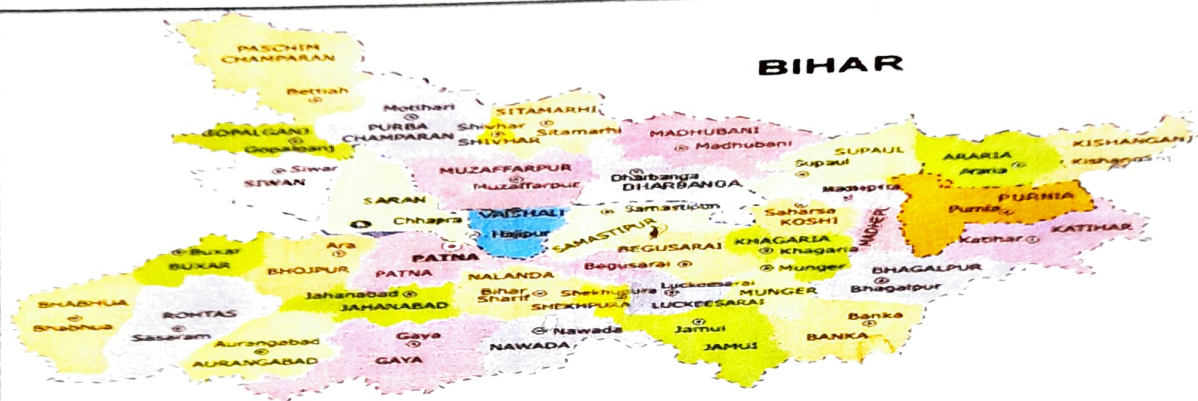 BIHAR
PASCHIM
CHAMPARAN
Bettiah
Motihari
PURBA
CHAMPARAN
SITAMARHI
Sitamarhi
Shivhar
SHIVHAR
GOPALGANJ
Gopalganj
Siwan
SIWAN
MUZAFFARPUR
Muzaffarpur
MADHUBANI
Madhubani
SUPAUL
Supaul
ARARIA
Araria
KISHANGANJ
Dharbanga
DHARBANGA
SARAN
Chhapra
VAISHALI
Hajipur
Samastipur
SAMASTIPUR
Saharsa
KOSHI
PURNIA
Purnia
Katihar
KATIHAR
Buxar
BUXAR
Ara
BHOJPUR
PATNA
PATNA
BEGUSARAI
Begusarai
KHAGARIA
Khagaria
Munger
MUNGER
BHAGALPUR
Bhagalpur
NALANDA
Bihar
Sharif
Jahanabad
JAHANABAD
SHEKHPURA
Luckeesarai
LUCKEESARAI
BHABHUA
Bhabhua
ROHTAS
Sasaram
Aurangabad
AURANGABAD
Gaya
GAYA
Nawada
NAWADA
Jamui
JAMUI
Banka
BANKA